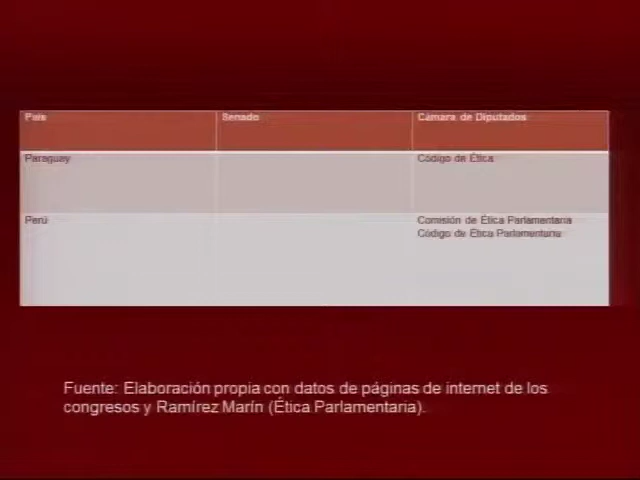 País Senado Cámara de Diputados
Paraguay Código de Ética
Perú Comisión de Ética Parlamentaria
Código de Ética Parlamentaria
Fuente: Elaboración propia con datos de páginas de internet de los
congresos y Ramírez Marín (Ética Parlamentaria).